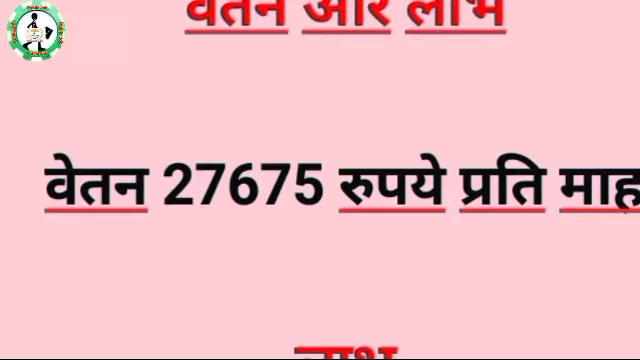 वेतन और लाभ
वेतन 27675 रुपये प्रति माह
लाभ